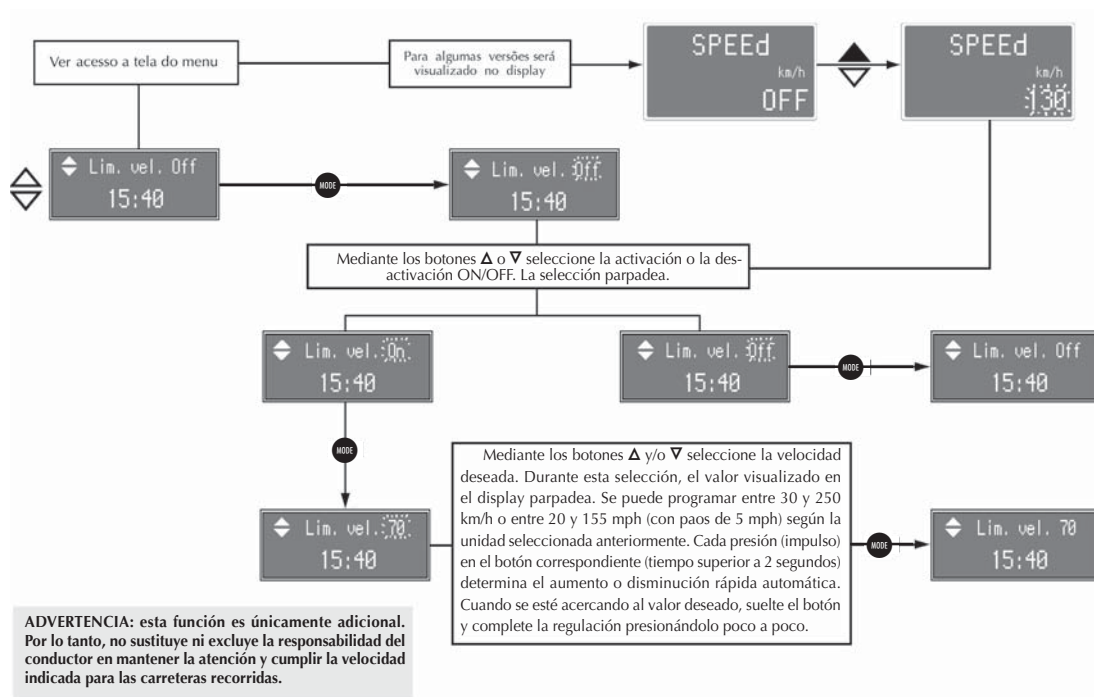 Ver acesso a tela do menu
Para algumas versões será
visualizado no display
SPEEd
km/h
OFF
SPEEd
km/h
130
Lim. vel. Off
15:40
MODE
Lim. vel. Off
15:40
Mediante los botones Δ o ∇ seleccione la activación o la des-
activación ON/OFF. La selección parpadea.
Lim. vel. On
15:40
Lim. vel. Off
15:40
MODE
Lim. vel. Off
15:40
MODE
Lim. vel. 70
15:40
Mediante los botones Δ y/o ∇ seleccione la velocidad
deseada. Durante esta selección, el valor visualizado en
el display parpadea. Se puede programar entre 30 y 250
km/h o entre 20 y 155 mph (con paos de 5 mph) según la
unidad seleccionada anteriormente. Cada presión (impulso)
en el botón correspondiente (tiempo superior a 2 segundos)
determina el aumento o disminución rápida automática.
Cuando se esté acercando al valor deseado, suelte el botón
y complete la regulación presionándolo poco a poco.
MODE
Lim. vel. 70
15:40
ADVERTENCIA: esta función es únicamente adicional.
Por lo tanto, no sustituye ni excluye la responsabilidad del
conductor en mantener la atención y cumplir la velocidad
indicada para las carreteras recorridas.